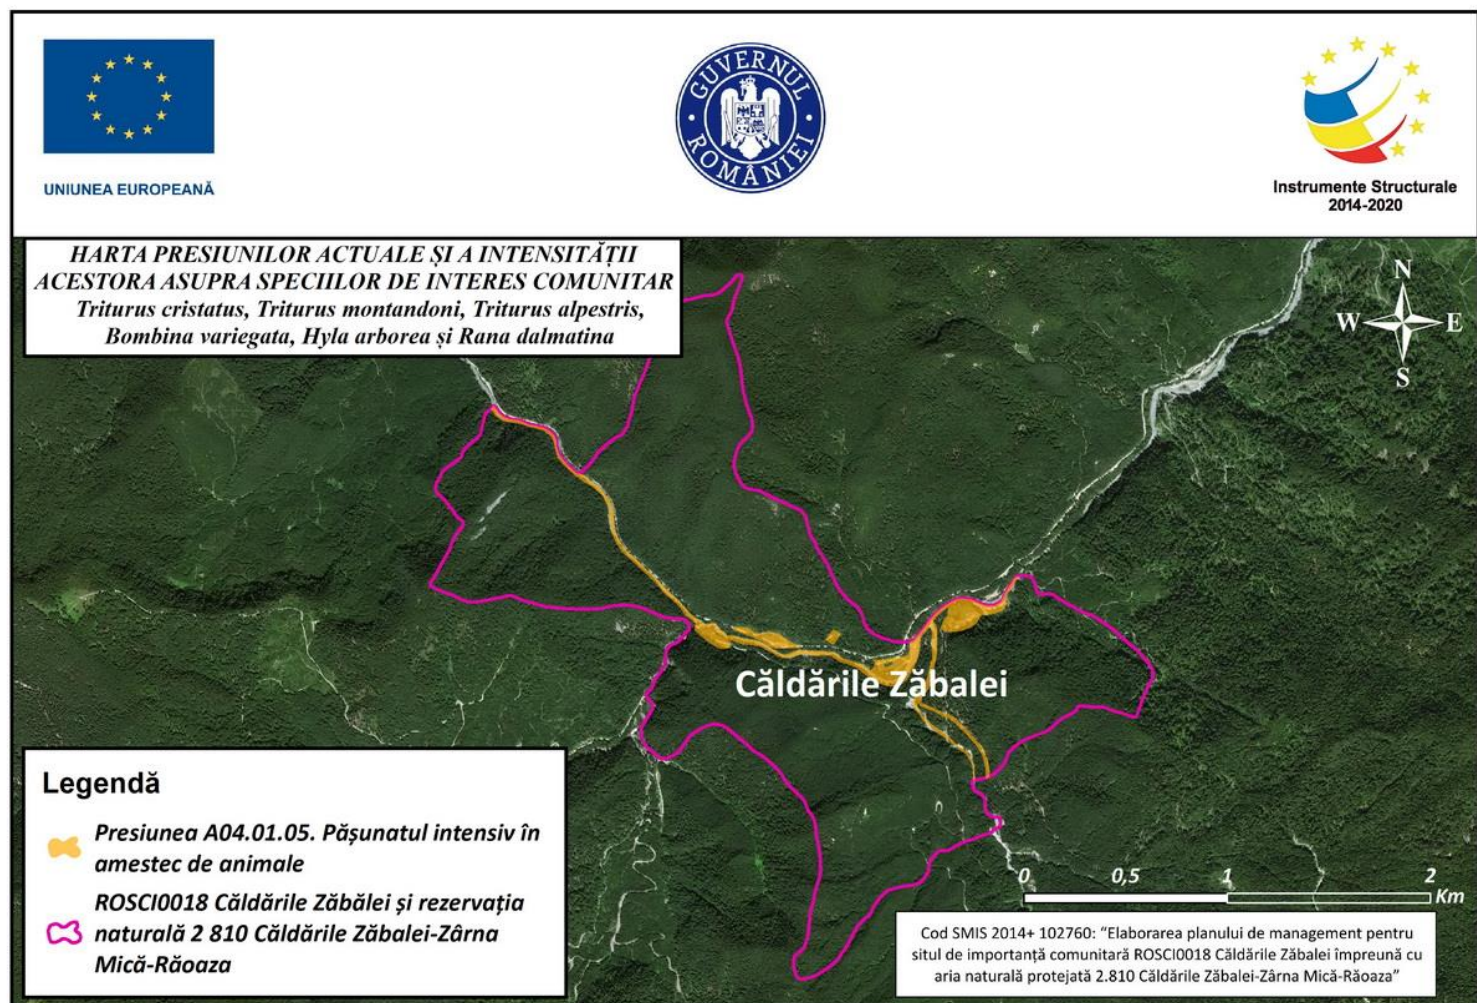 UNIUNEA EUROPEANĂ
GUVERNUL ROMÂNIEI
Instrumente Structurale
2014-2020
HARTA PRESIUNILOR ACTUALE ȘI A INTENSITĂȚII
ACESTORA ASUPRA SPECIILOR DE INTERES COMUNITAR
Triturus cristatus, Triturus montandoni, Triturus alpestris,
Bombina variegata, Hyla arborea și Rana dalmatina
N
W E
S
Căldările Zăbalei
Legendă
Presiunea A04.01.05. Pășunatul intensiv în
amestec de animale
ROSCI0018 Căldările Zăbălei și rezervația
naturală 2 810 Căldările Zăbalei-Zârna
Mică-Răoaza
0 0,5 1 2
Km
Cod SMIS 2014+ 102760: “Elaborarea planului de management pentru
situl de importanță comunitară ROSCI0018 Căldările Zăbalei împreună cu
aria naturală protejată 2.810 Căldările Zăbalei-Zârna Mică-Răoaza”